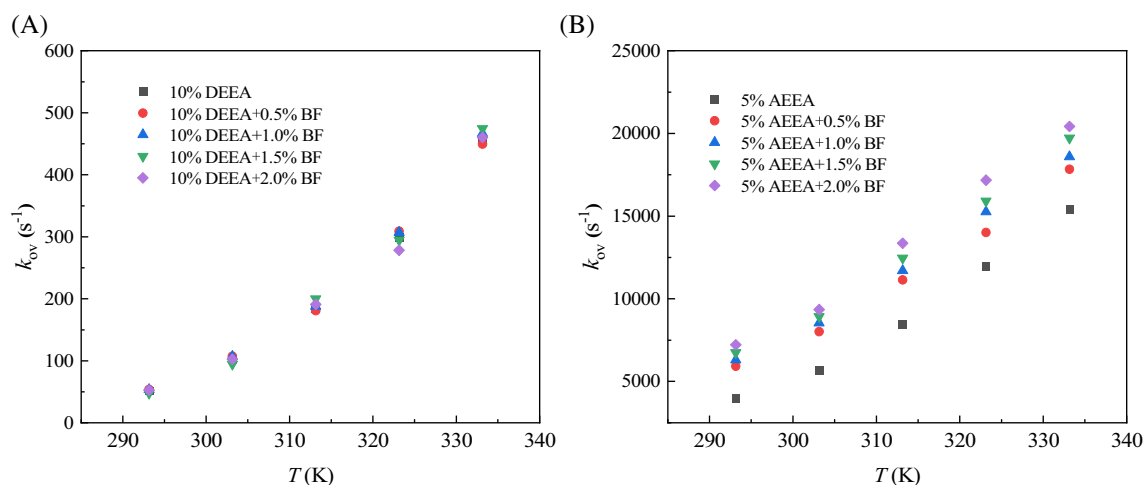 (A)
600
500
400
300
200
100
0
10% DEEA
10% DEEA+0.5% BF
10% DEEA+1.0% BF
10% DEEA+1.5% BF
10% DEEA+2.0% BF
k_ov (s⁻¹)
290 300 310 320 330 340
T (K)
(B)
25000
20000
15000
10000
5000
5% AEEA
5% AEEA+0.5% BF
5% AEEA+1.0% BF
5% AEEA+1.5% BF
5% AEEA+2.0% BF
k_ov (s⁻¹)
290 300 310 320 330 340
T (K)